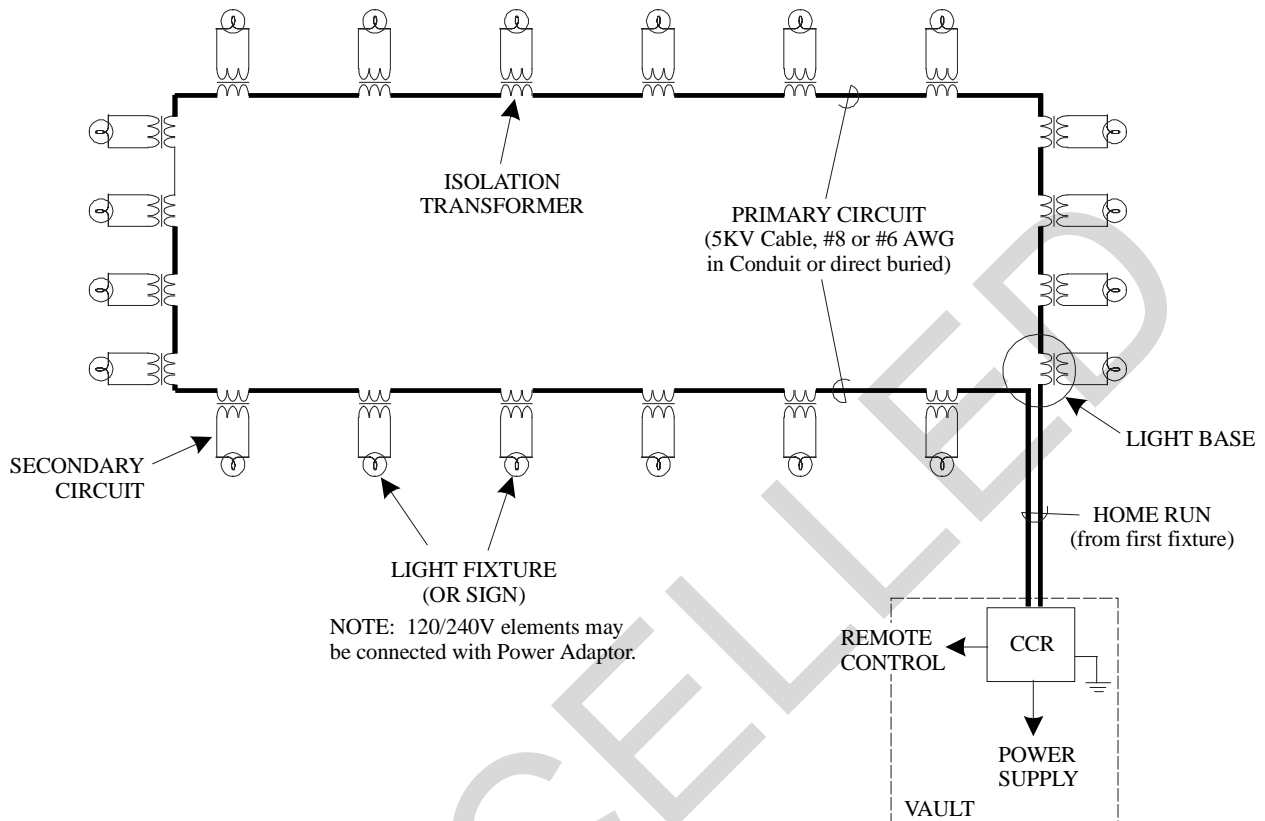 ISOLATION
TRANSFORMER
PRIMARY CIRCUIT
(5KV Cable, #8 or #6 AWG
in Conduit or direct buried)
SECONDARY
CIRCUIT
LIGHT BASE
HOME RUN
(from first fixture)
LIGHT FIXTURE
(OR SIGN)
NOTE: 120/240V elements may
be connected with Power Adaptor.
REMOTE
CONTROL
CCR
POWER
SUPPLY
VAULT
CELLED